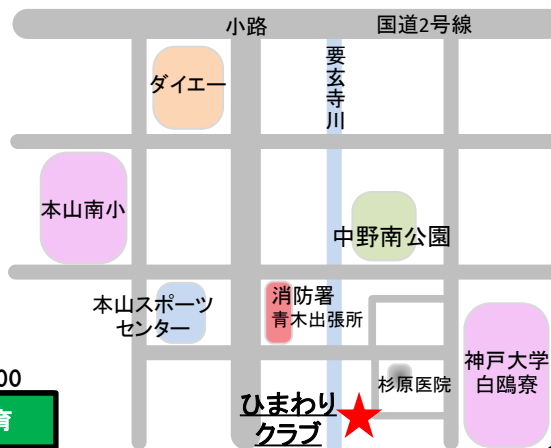 小路
国道2号線
ダイエー
要玄寺川
本山南小
中野南公園
本山スポーツ
センター
消防署
青木出張所
神戸大学
白鴎寮
杉原医院
00
育
ひまわり
クラブ